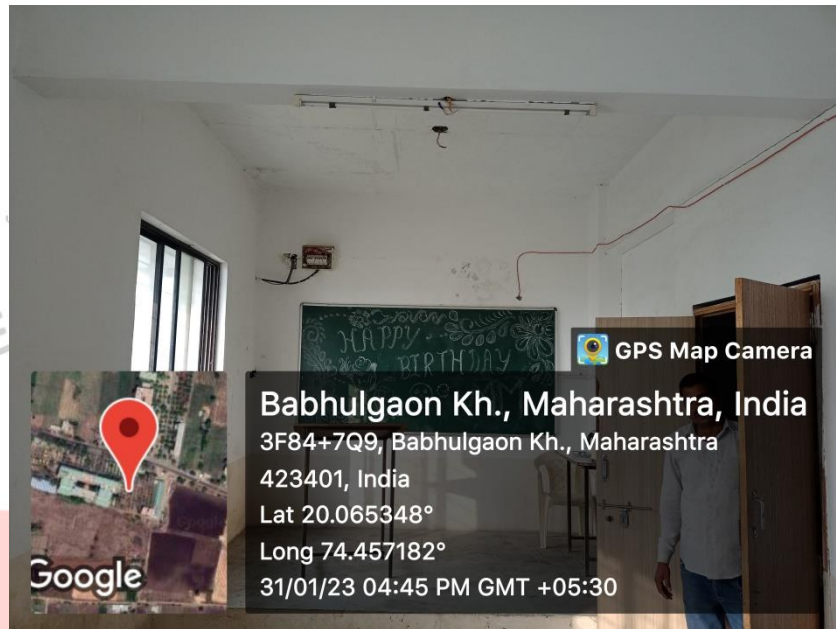 HAPPY
BIRTHDAY
GPS Map Camera
Babhulgaon Kh., Maharashtra, India
3F84+7Q9, Babhulgaon Kh., Maharashtra
423401, India
Lat 20.065348°
Long 74.457182°
31/01/23 04:45 PM GMT +05:30
Google